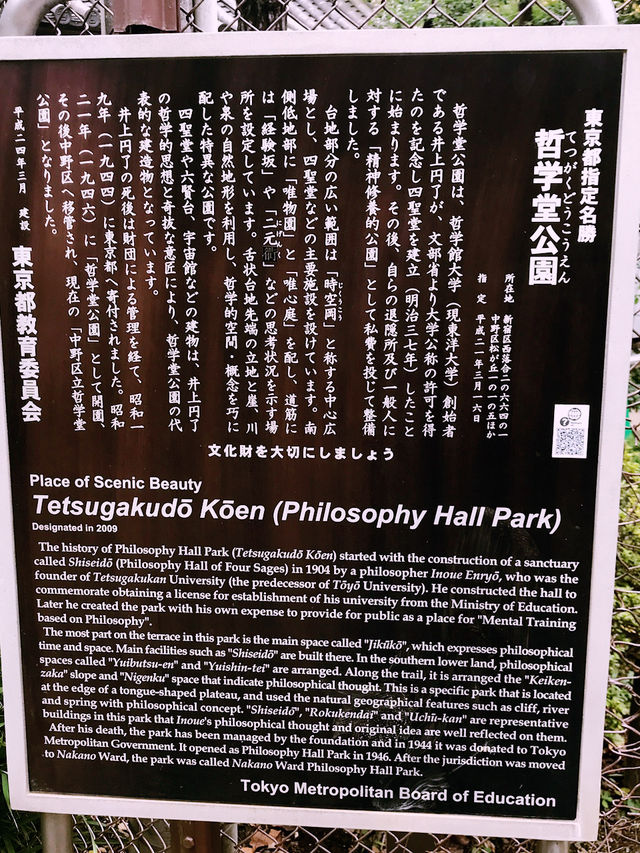 東京都指定名勝
てつがくどうこうえん
哲学堂公園
所在地 新宿区西落合二の六六四の一
中野区松が丘一の一の五ほか
指定 平成二一年三月一六日
哲学堂公園は、哲学館大学(現東洋大学)創始者
である井上円了が、文部省より大学公称の許可を得
たのを記念し四聖堂を建立(明治三七年)したこと
に始まります。その後、自らの退隠所及び一般人に
対する「精神修養的公園」として私費を投じて整備
しました。
台地部分の広い範囲は「時空岡」と称する中心広
じくうこう
場とし、四聖堂などの主要施設を設けています。南
側低地部に「唯物園」と「唯心庭」を配し、道筋に
は「経験坂」や「二元衢」などの思考状況を示す場
にげんく
所を設定しています。舌状台地先端の立地と崖、川
や泉の自然地形を利用し、哲学的空間・概念を巧に
配した特異な公園です。
四聖堂や六賢台、宇宙館などの建物は、井上円了
の哲学的思想と奇抜な意匠により、哲学堂公園の代
表的な建造物となっています。
井上円了の死後は財団による管理を経て、昭和一
九年(一九四四)に東京都へ寄付されました。昭和
二一年(一九四六)に「哲学堂公園」として開園、
その後中野区へ移管され、現在の「中野区立哲学堂
公園」となりました。
平成二四年三月 建設
東京都教育委員会
文化財を大切にしましょう
Place of Scenic Beauty
Tetsugakudō Kōen (Philosophy Hall Park)
Designated in 2009
The history of Philosophy Hall Park (Tetsugakudō Kōen) started with the construction of a sanctuary
called Shiseidō (Philosophy Hall of Four Sages) in 1904 by a philosopher Inoue Enryō, who was the
founder of Tetsugakukan University (the predecessor of Tōyō University). He constructed the hall to
commemorate obtaining a license for establishment of his university from the Ministry of Education.
Later he created the park with his own expense to provide for public as a place for "Mental Training
based on Philosophy".
The most part on the terrace in this park is the main space called "Jikūkō", which expresses philosophical
time and space. Main facilities such as "Shiseidō" are built there. In the southern lower land, philosophical
spaces called "Yuibutsu-en" and "Yuishin-tei" are arranged. Along the trail, it is arranged the "Keiken-
zaka" slope and "Nigenku" space that indicate philosophical thought. This is a specific park that is located
at the edge of a tongue-shaped plateau, and used the natural geographical features such as cliff, river
and spring with philosophical concept. "Shiseidō", "Rokukendai" and "Uchū-kan" are representative
buildings in this park that Inoue's philosophical thought and original idea are well reflected on them.
After his death, the park has been managed by the foundation and in 1944 it was donated to Tokyo
Metropolitan Government. It opened as Philosophy Hall Park in 1946. After the jurisdiction was moved
to Nakano Ward, the park was called Nakano Ward Philosophy Hall Park.
Tokyo Metropolitan Board of Education